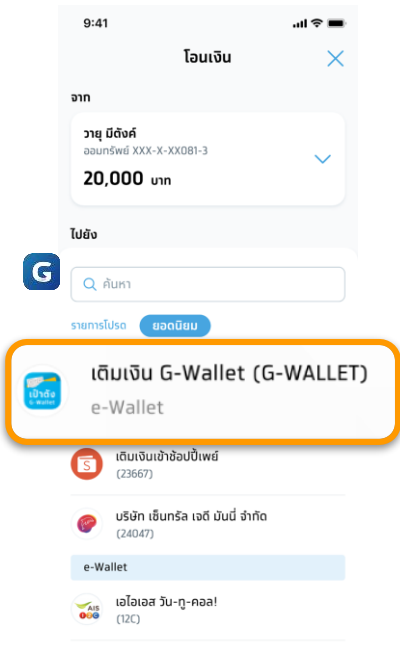 9:41
โอนเงิน
จาก
วายุ มีตังค์
ออมทรัพย์ XXX-X-XX081-3
20,000 บาท
ไปยัง
G
ค้นหา
รายการโปรด ยอดนิยม
เติมเงิน G-Wallet (G-WALLET)
e-Wallet
เป๋าตัง
G-Wallet
เติมเงินเข้าช้อปปี้เพย์
(23667)
บริษัท เซ็นทรัล เจดี มันนี่ จำกัด
(24047)
e-Wallet
เอไอเอส วัน-ทู-คอล!
(12C)
AIS